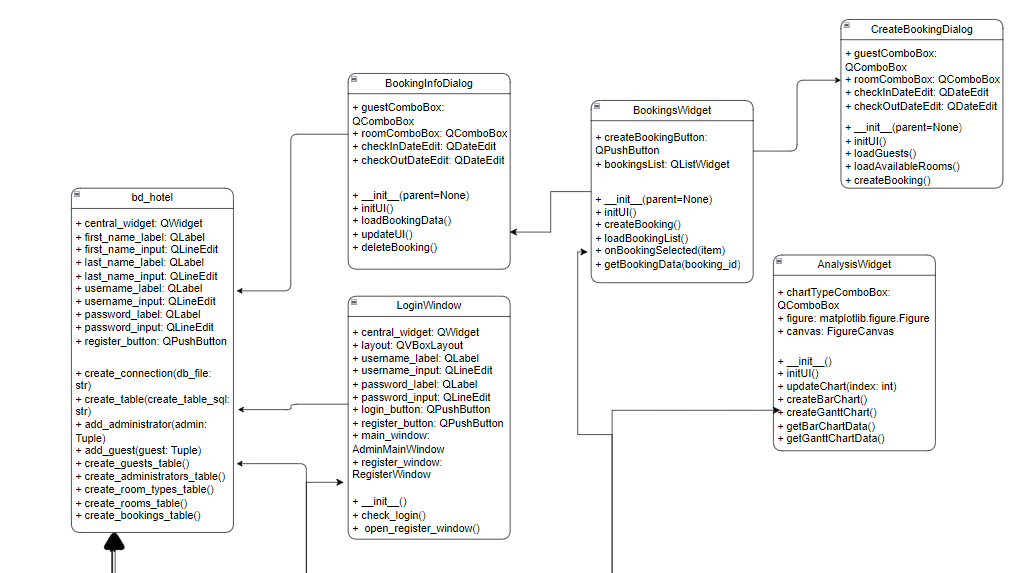 CreateBookingDialog
+ guestComboBox:
QComboBox
+ roomComboBox: QComboBox
+ checkInDateEdit: QDateEdit
+ checkOutDateEdit: QDateEdit
+ __init__(parent=None)
+ initUI()
+ loadGuests()
+ loadAvailableRooms()
+ createBooking()
BookingInfoDialog
+ guestComboBox:
QComboBox
+ roomComboBox: QComboBox
+ checkInDateEdit: QDateEdit
+ checkOutDateEdit: QDateEdit
+ __init__(parent=None)
+ initUI()
+ loadBookingData()
+ updateUI()
+ deleteBooking()
BookingsWidget
+ createBookingButton:
QPushButton
+ bookingsList: QListWidget
+ __init__(parent=None)
+ initUI()
+ createBooking()
+ loadBookingList()
+ onBookingSelected(item)
+ getBookingData(booking_id)
bd_hotel
+ central_widget: QWidget
+ first_name_label: QLabel
+ first_name_input: QLineEdit
+ last_name_label: QLabel
+ last_name_input: QLineEdit
+ username_label: QLabel
+ username_input: QLineEdit
+ password_label: QLabel
+ password_input: QLineEdit
+ register_button: QPushButton
+ create_connection(db_file:
str)
+ create_table(create_table_sql:
str)
+ add_administrator(admin:
Tuple)
+ add_guest(guest: Tuple)
+ create_guests_table()
+ create_administrators_table()
+ create_room_types_table()
+ create_rooms_table()
+ create_bookings_table()
LoginWindow
+ central_widget: QWidget
+ layout: QVBoxLayout
+ username_label: QLabel
+ username_input: QLineEdit
+ password_label: QLabel
+ password_input: QLineEdit
+ login_button: QPushButton
+ register_button: QPushButton
+ main_window:
AdminMainWindow
+ register_window:
RegisterWindow
+ __init__()
+ check_login()
+ open_register_window()
AnalysisWidget
+ chartTypeComboBox:
QComboBox
+ figure: matplotlib.figure.Figure
+ canvas: FigureCanvas
+ __init__()
+ initUI()
+ updateChart(index: int)
+ createBarChart()
+ createGanttChart()
+ getBarChartData()
+ getGanttChartData()